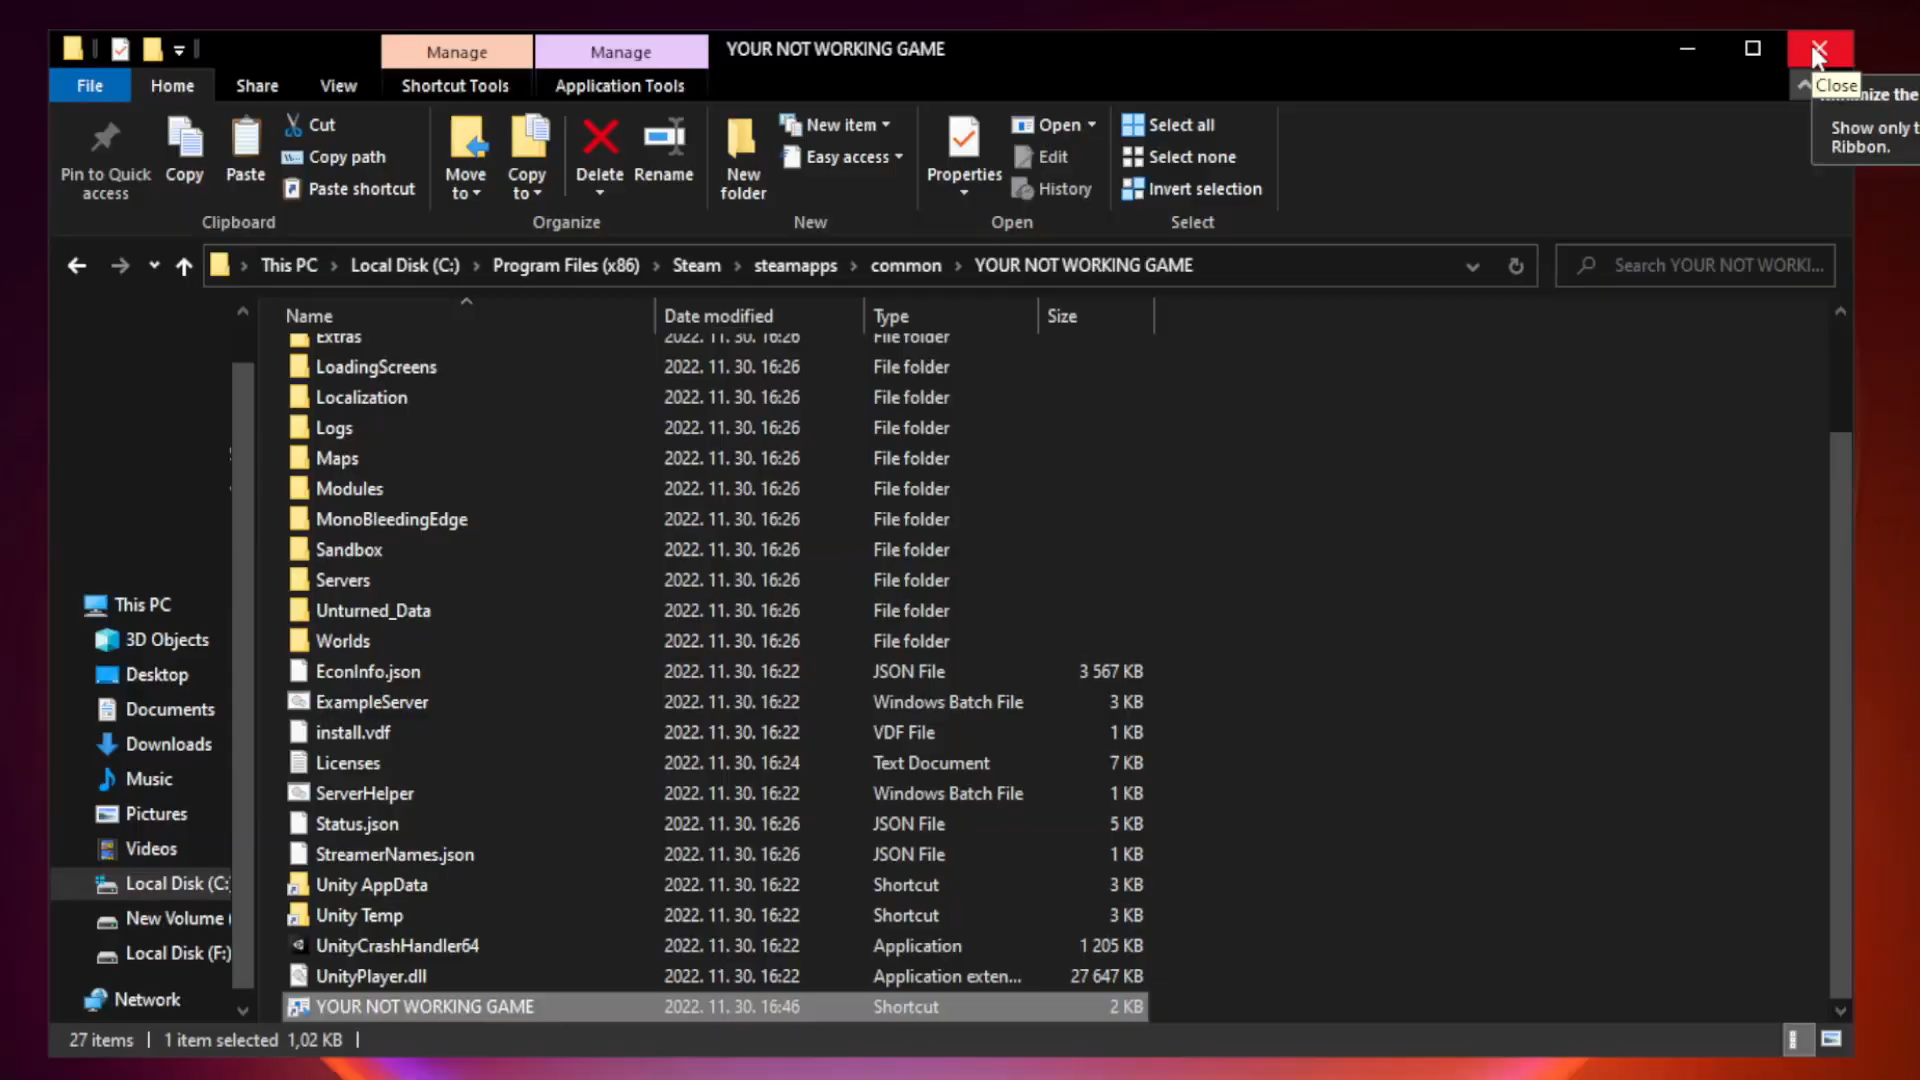 Manage
Manage
YOUR NOT WORKING GAME
Close
File
Home
Share
View
Shortcut Tools
Application Tools
Pin to Quick access
Copy
Paste
Cut
Copy path
Paste shortcut
Clipboard
Move to
Copy to
Delete
Rename
Organize
New folder
New item
Easy access
New
Properties
Open
Edit
History
Open
Select all
Select none
Invert selection
Select
ize the
Show only t
Ribbon.
This PC > Local Disk (C:) > Program Files (x86) > Steam > steamapps > common > YOUR NOT WORKING GAME
Search YOUR NOT WORKI...
Name Date modified Type Size
Extras 2022. 11. 30. 16:26 File folder
LoadingScreens 2022. 11. 30. 16:26 File folder
Localization 2022. 11. 30. 16:26 File folder
Logs 2022. 11. 30. 16:26 File folder
Maps 2022. 11. 30. 16:26 File folder
Modules 2022. 11. 30. 16:26 File folder
MonoBleedingEdge 2022. 11. 30. 16:26 File folder
Sandbox 2022. 11. 30. 16:26 File folder
Servers 2022. 11. 30. 16:26 File folder
Unturned_Data 2022. 11. 30. 16:26 File folder
Worlds 2022. 11. 30. 16:26 File folder
EconInfo.json 2022. 11. 30. 16:22 JSON File 3 567 KB
ExampleServer 2022. 11. 30. 16:22 Windows Batch File 3 KB
install.vdf 2022. 11. 30. 16:22 VDF File 1 KB
Licenses 2022. 11. 30. 16:24 Text Document 7 KB
ServerHelper 2022. 11. 30. 16:22 Windows Batch File 1 KB
Status.json 2022. 11. 30. 16:26 JSON File 5 KB
StreamerNames.json 2022. 11. 30. 16:26 JSON File 1 KB
Unity AppData 2022. 11. 30. 16:22 Shortcut 3 KB
Unity Temp 2022. 11. 30. 16:22 Shortcut 3 KB
UnityCrashHandler64 2022. 11. 30. 16:22 Application 1 205 KB
UnityPlayer.dll 2022. 11. 30. 16:22 Application exten... 27 647 KB
YOUR NOT WORKING GAME 2022. 11. 30. 16:46 Shortcut 2 KB
This PC
3D Objects
Desktop
Documents
Downloads
Music
Pictures
Videos
Local Disk (C:
New Volume (
Local Disk (F:)
Network
27 items | 1 item selected 1,02 KB |